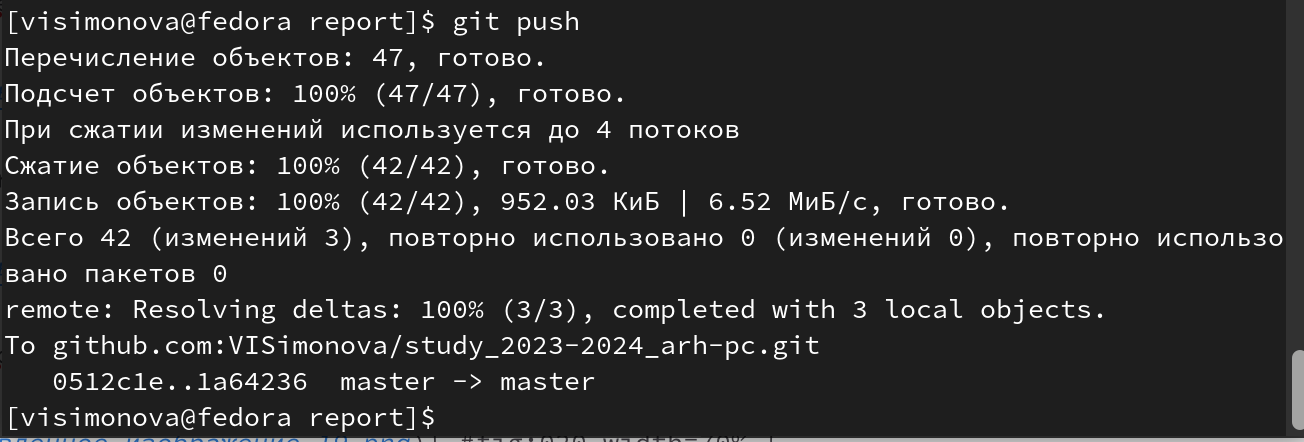 [visimonova@fedora report]$ git push
Перечисление объектов: 47, готово.
Подсчет объектов: 100% (47/47), готово.
При сжатии изменений используется до 4 потоков
Сжатие объектов: 100% (42/42), готово.
Запись объектов: 100% (42/42), 952.03 КиБ | 6.52 МиБ/с, готово.
Всего 42 (изменений 3), повторно использовано 0 (изменений 0), повторно использо
вано пакетов 0
remote: Resolving deltas: 100% (3/3), completed with 3 local objects.
To github.com:VISimonova/study_2023-2024_arh-pc.git
   0512c1e..1a64236  master -> master
[visimonova@fedora report]$